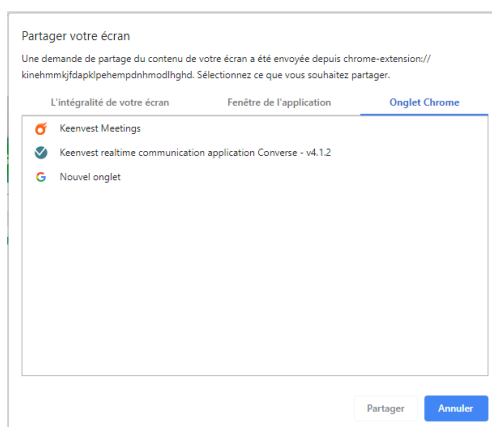 Partager votre écran
Une demande de partage du contenu de votre écran a été envoyée depuis chrome-extension://
kinehmmkjfdapklpehempdnhmodlhghd. Sélectionnez ce que vous souhaitez partager.
L'intégralité de votre écran Fenêtre de l'application Onglet Chrome
Keenvest Meetings
Keenvest realtime communication application Converse - v4.1.2
Nouvel onglet
Partager Annuler